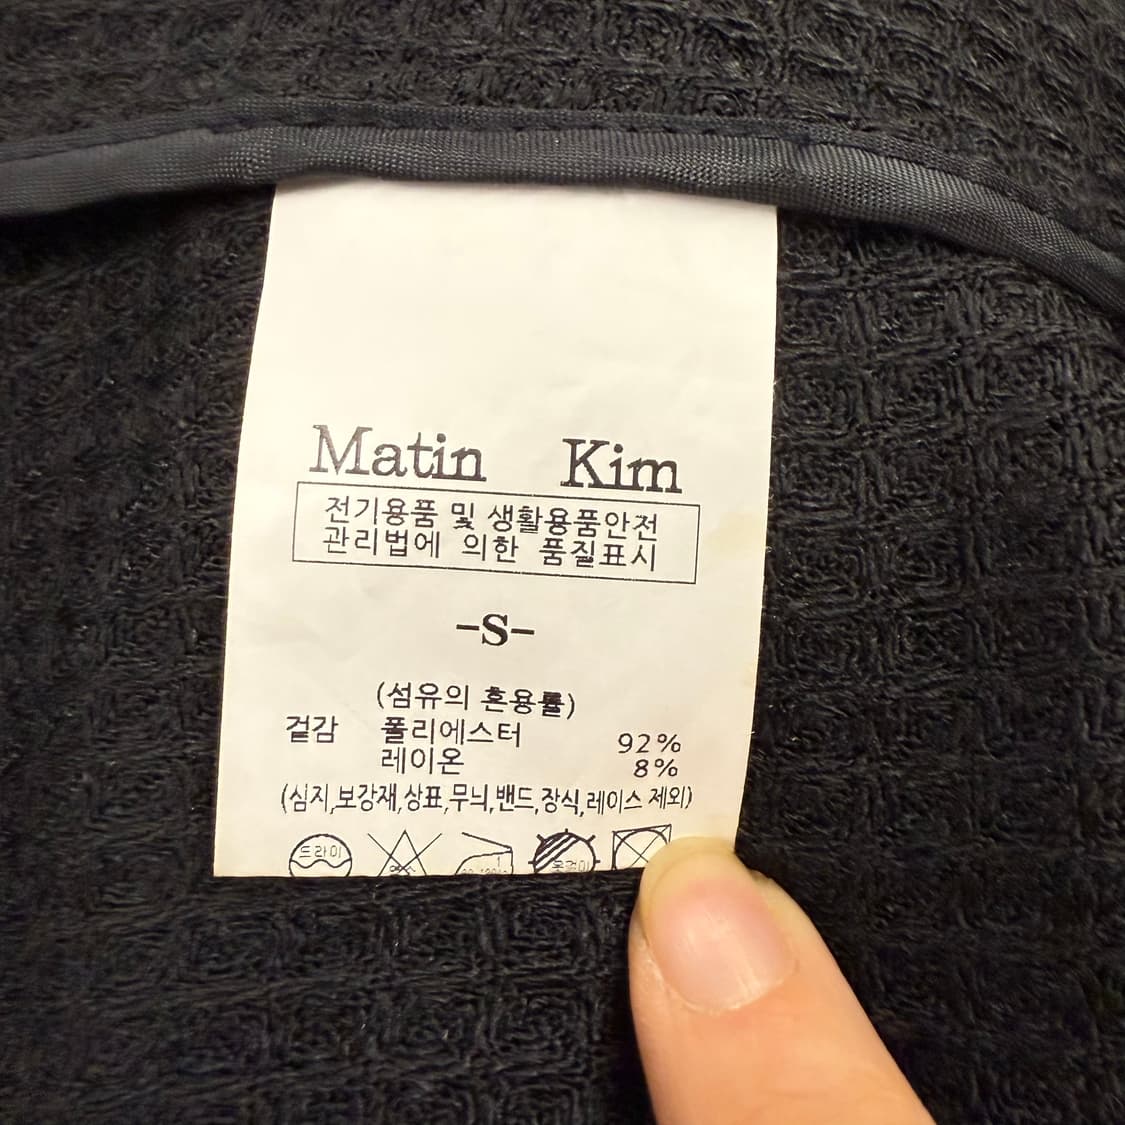 Matin Kim
전기용품 및 생활용품안전
관리법에 의한 품질표시
-S-
(섬유의 혼용률)
겉감 폴리에스터 92%
레이온 8%
(심지,보강재,상표,무늬,밴드,장식,레이스 제외)
드라이